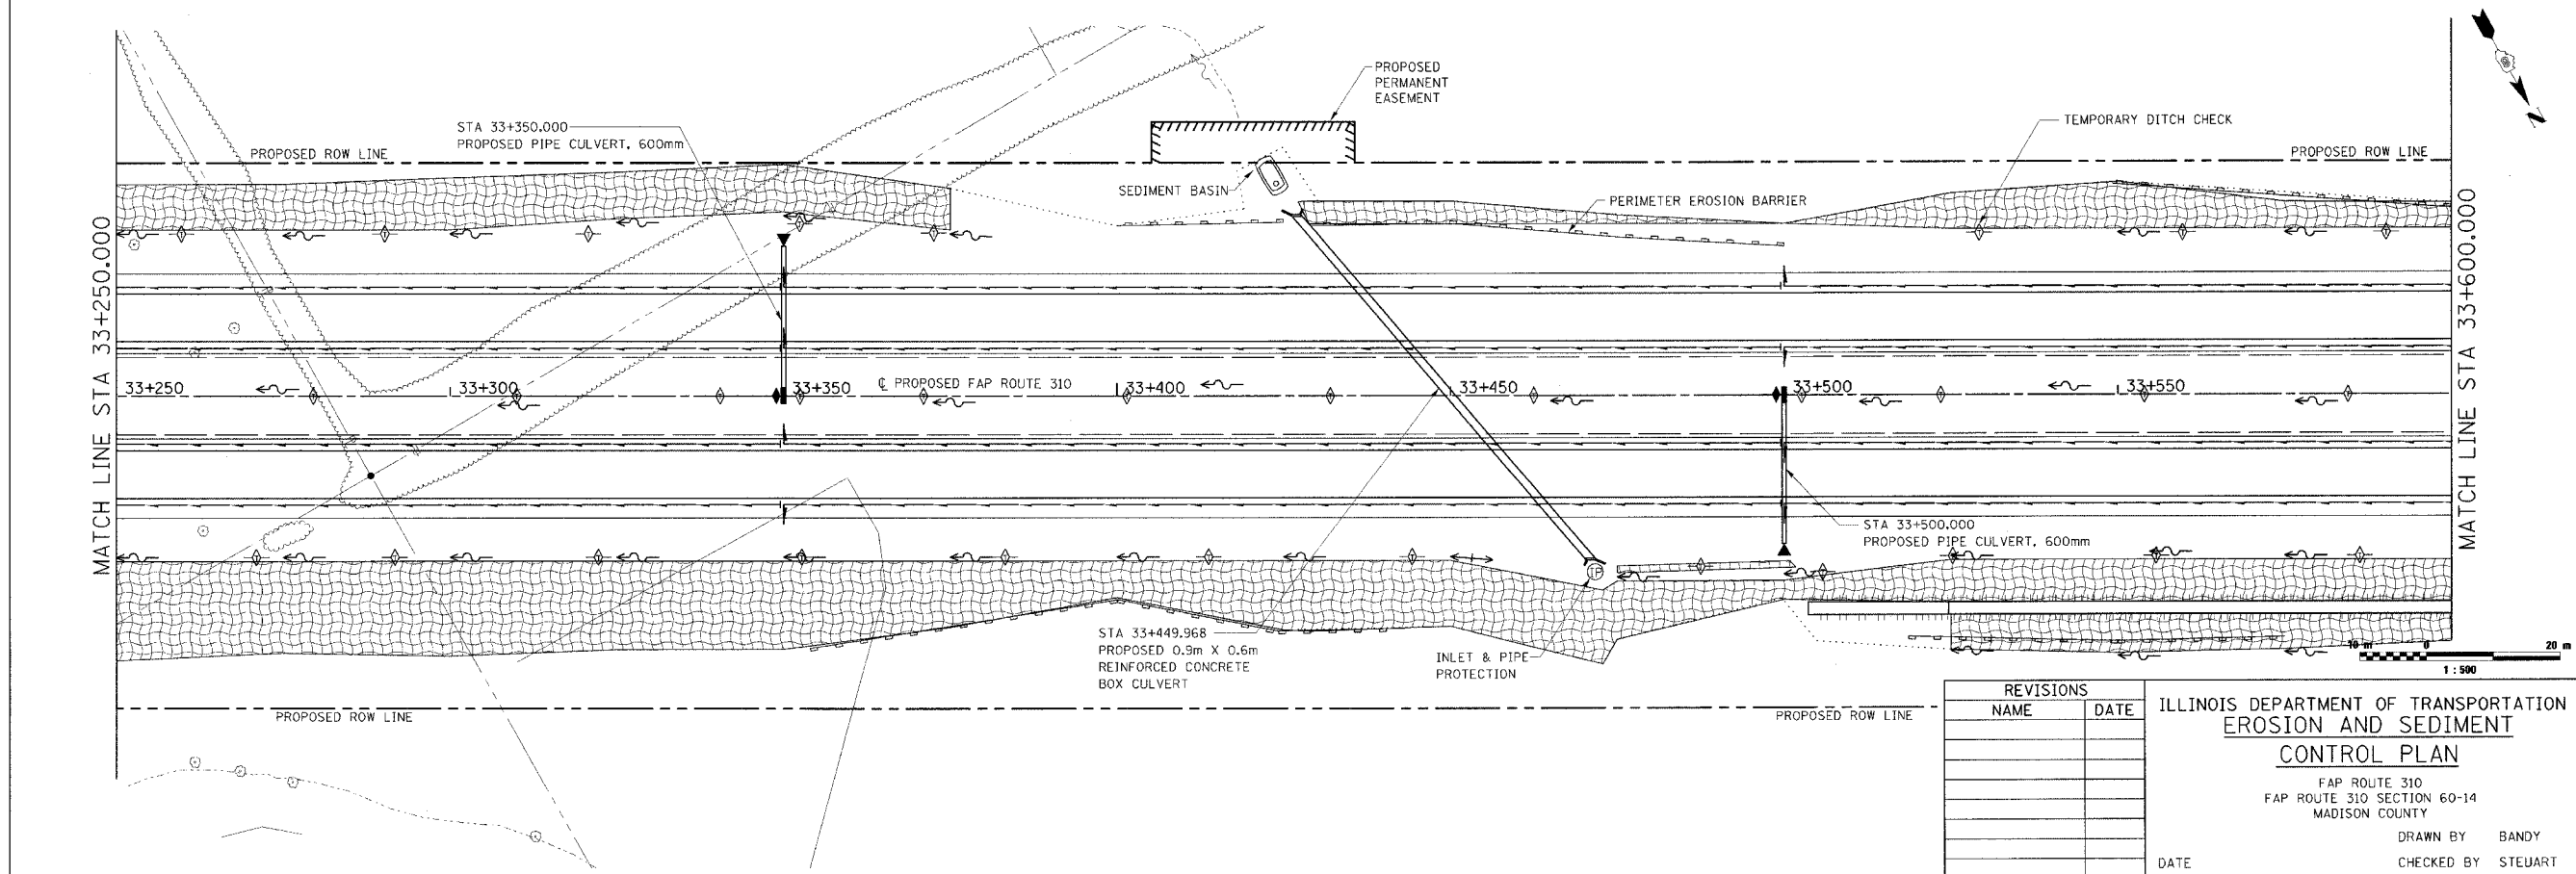 PROPOSED
PERMANENT
EASEMENT
STA 33+350.000
PROPOSED PIPE CULVERT, 600mm
TEMPORARY DITCH CHECK
N
PROPOSED ROW LINE
PROPOSED ROW LINE
SEDIMENT BASIN
PERIMETER EROSION BARRIER
MATCH LINE STA 33+250.000
MATCH LINE STA 33+600.000
33+250
33+300
33+350
℄ PROPOSED FAP ROUTE 310
33+400
33+450
33+500
33+550
STA 33+500.000
PROPOSED PIPE CULVERT, 600mm
IP
STA 33+449.968
PROPOSED 0.9m X 0.6m
REINFORCED CONCRETE
BOX CULVERT
INLET & PIPE
PROTECTION
10 m 0 20 m
1 : 500
PROPOSED ROW LINE
PROPOSED ROW LINE
REVISIONS
NAME DATE
ILLINOIS DEPARTMENT OF TRANSPORTATION
EROSION AND SEDIMENT
CONTROL PLAN
FAP ROUTE 310
FAP ROUTE 310 SECTION 60-14
MADISON COUNTY
DRAWN BY BANDY
DATE CHECKED BY STEUART